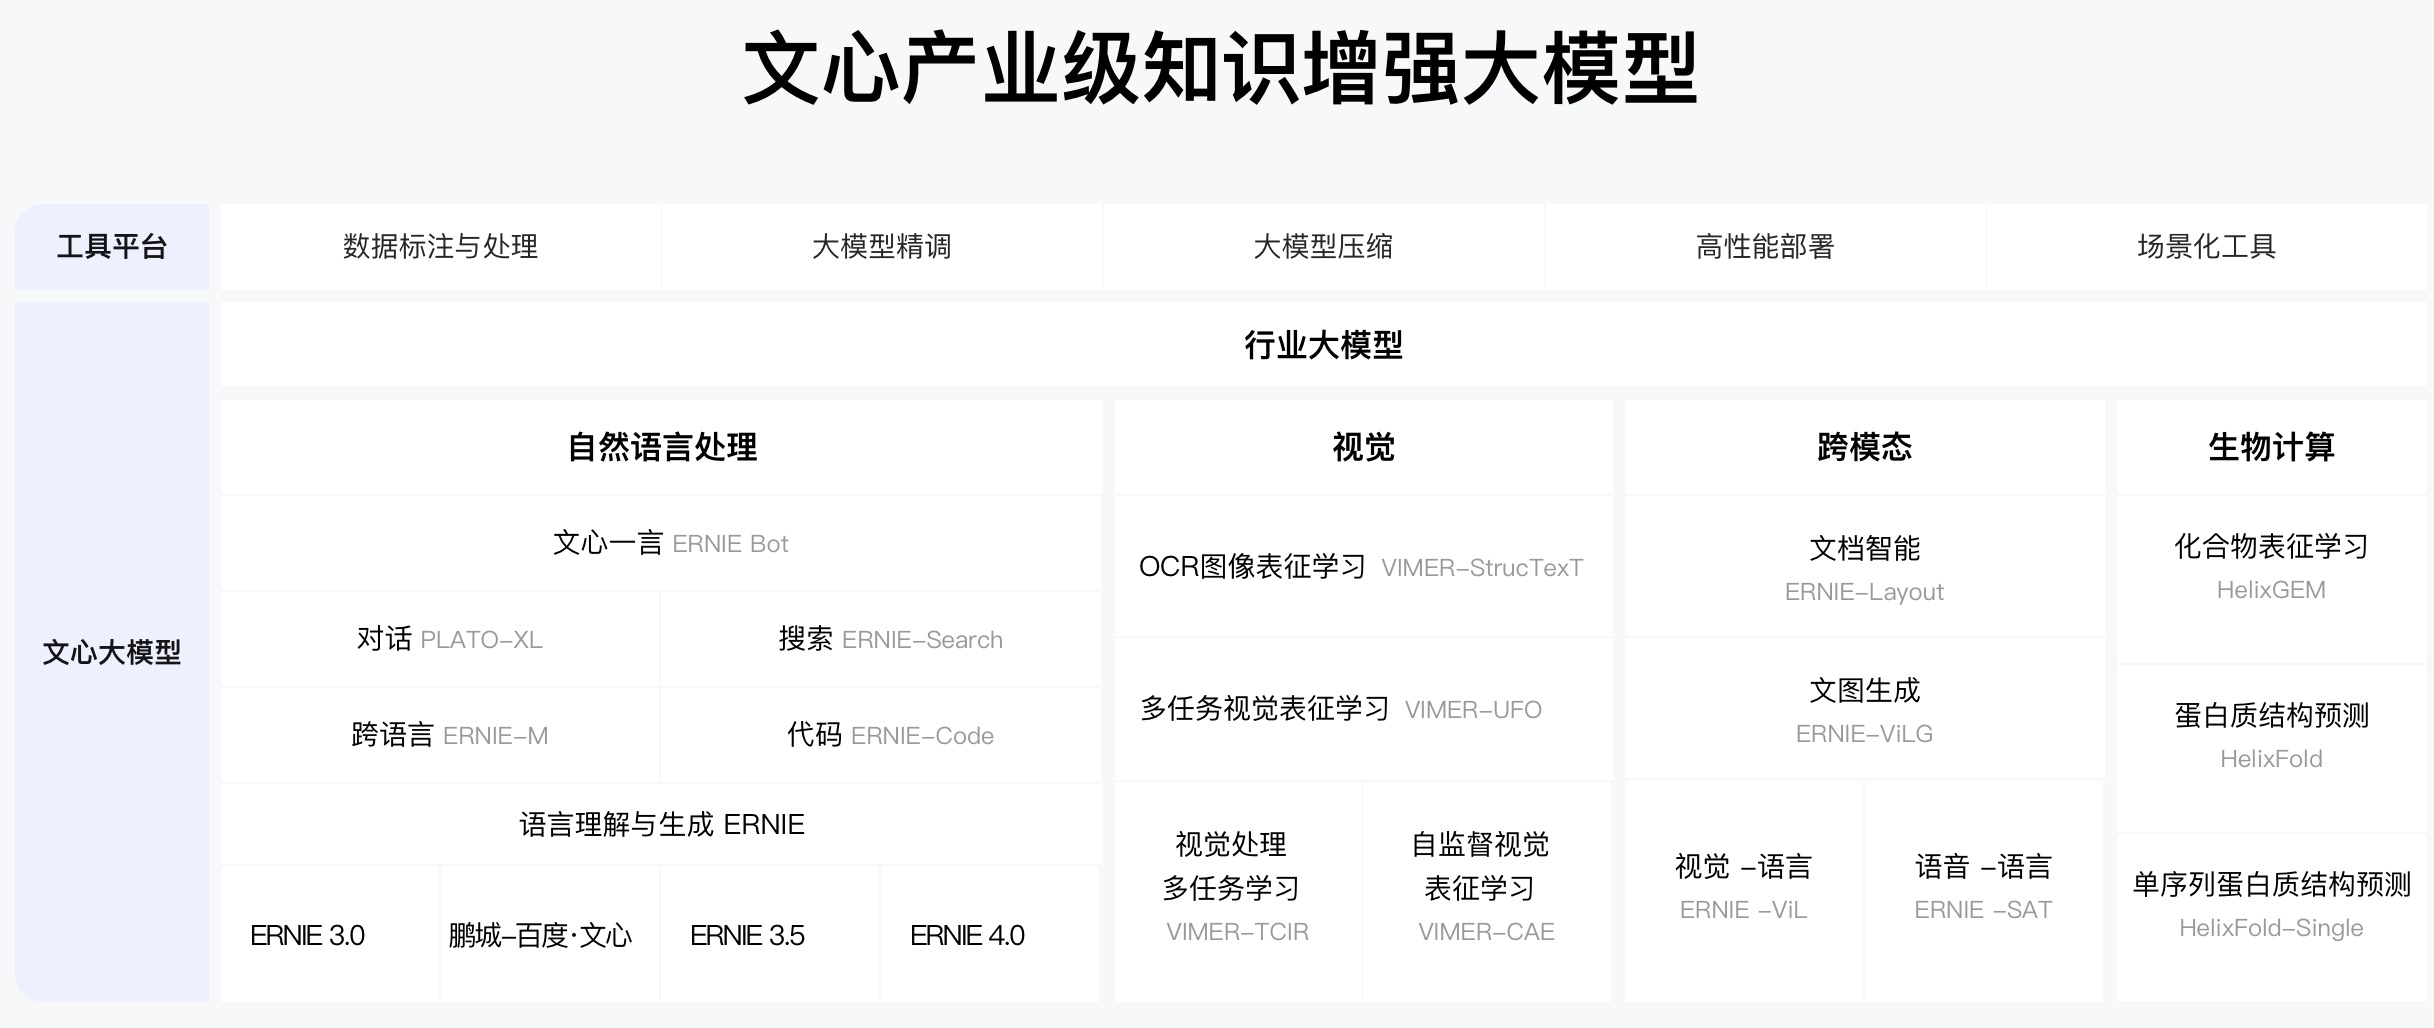 文心产业级知识增强大模型
工具平台
数据标注与处理
大模型精调
大模型压缩
高性能部署
场景化工具
文心大模型
行业大模型
自然语言处理
文心一言 ERNIE Bot
对话 PLATO-XL
搜索 ERNIE-Search
跨语言 ERNIE-M
代码 ERNIE-Code
语言理解与生成 ERNIE
ERNIE 3.0
鹏城-百度·文心
ERNIE 3.5
ERNIE 4.0
视觉
OCR图像表征学习 VIMER-StrucTexT
多任务视觉表征学习 VIMER-UFO
视觉处理
多任务学习
VIMER-TCIR
自监督视觉
表征学习
VIMER-CAE
跨模态
文档智能
ERNIE-Layout
文图生成
ERNIE-ViLG
视觉 -语言
ERNIE -ViL
语音 -语言
ERNIE -SAT
生物计算
化合物表征学习
HelixGEM
蛋白质结构预测
HelixFold
单序列蛋白质结构预测
HelixFold-Single